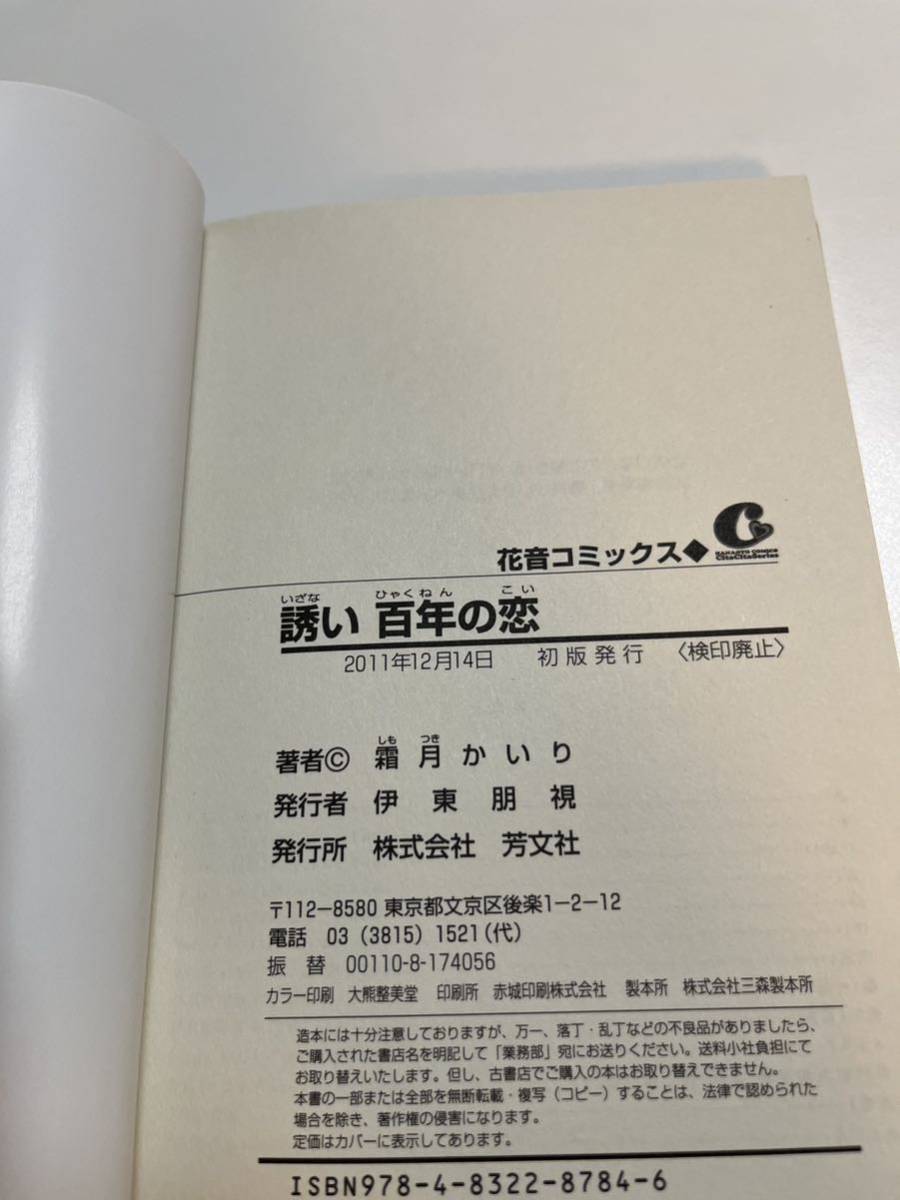 花音コミックス◆
HANAOTO COMICS
CitaCitaSeries
いざな ひゃくねん こい
誘い 百年の恋
2011年12月14日 初版発行 〈検印廃止〉
しも つき
著者© 霜月かいり
発行者 伊東朋視
発行所 株式会社 芳文社
〒112-8580 東京都文京区後楽1-2-12
電話 03(3815)1521(代)
振替 00110-8-174056
カラー印刷 大熊整美堂 印刷所 赤城印刷株式会社 製本所 株式会社三森製本所
造本には十分注意しておりますが、万一、落丁・乱丁などの不良品がありましたら、
ご購入された書店名を明記して「業務部」宛にお送りください。送料小社負担にて
お取り替えいたします。但し、古書店でご購入の本はお取り替えできません。
本書の一部または全部を無断転載・複写(コピー)することは、法律で認められた
場合を除き、著作権の侵害になります。
定価はカバーに表示してあります。
ISBN978-4-8322-8784-6